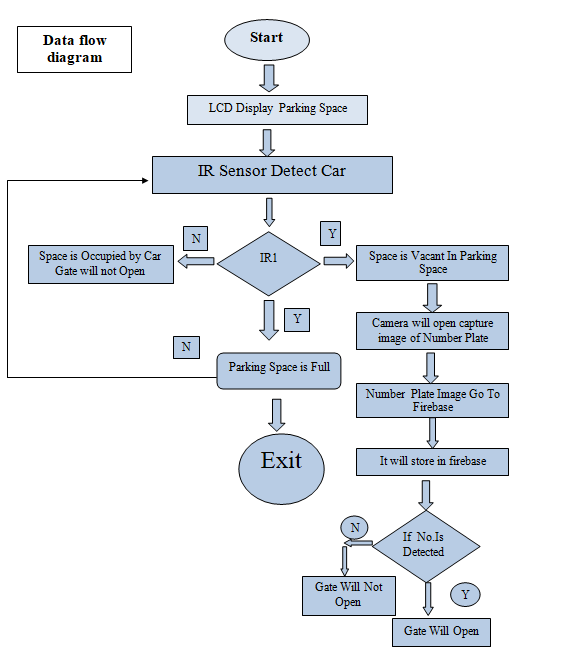 Data flow
diagram
Start
LCD Display Parking Space
IR Sensor Detect Car
N
Y
IR1
Space is Occupied by Car
Gate will not Open
Space is Vacant In Parking
Space
Y
Camera will open capture
image of Number Plate
N
Parking Space is Full
Number Plate Image Go To
Firebase
Exit
It will store in firebase
N
If No.Is
Detected
Gate Will Not
Open
Y
Gate Will Open